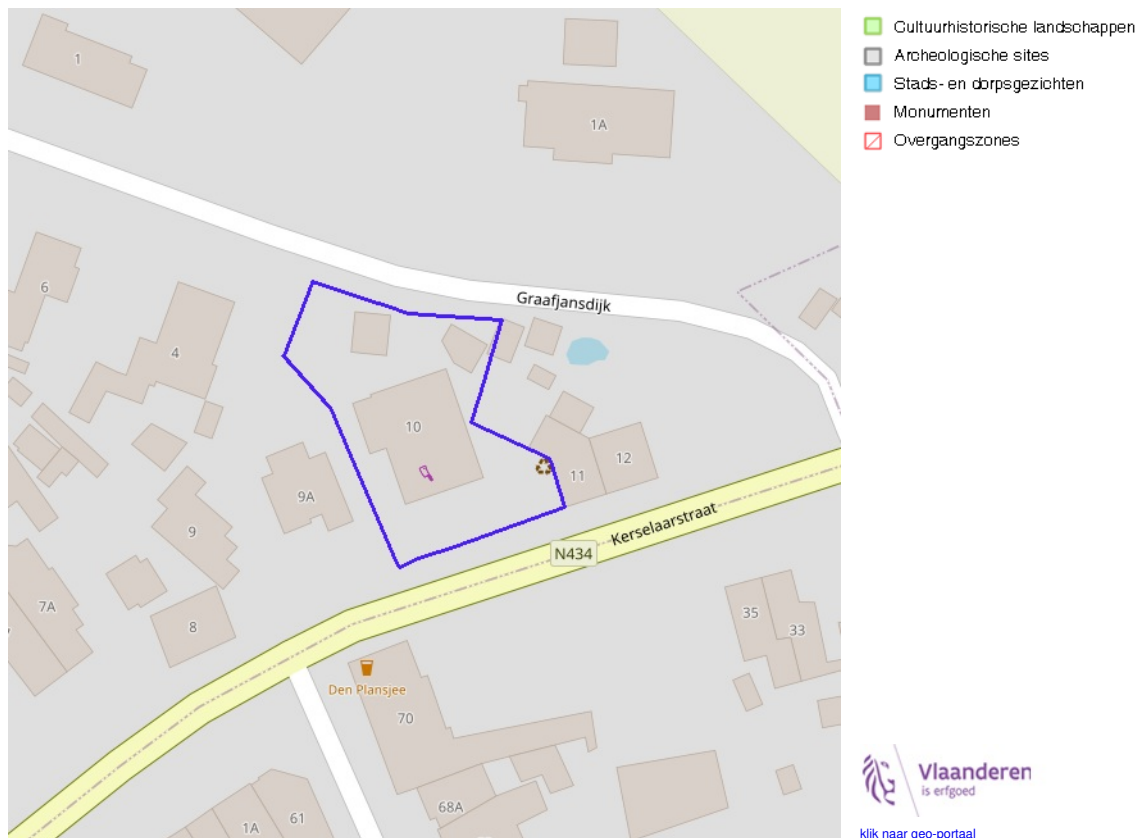 1
1A
Cultuurhistorische landschappen
Archeologische sites
Stads- en dorpsgezichten
Monumenten
Overgangszones
6
Graafjansdijk
4
10
9A
11
12
9
N434
Kerselaarstraat
7A
8
35
33
Den Plansjee
70
68A
1A
61
Vlaanderen
is erfgoed
klik naar geo-portaal